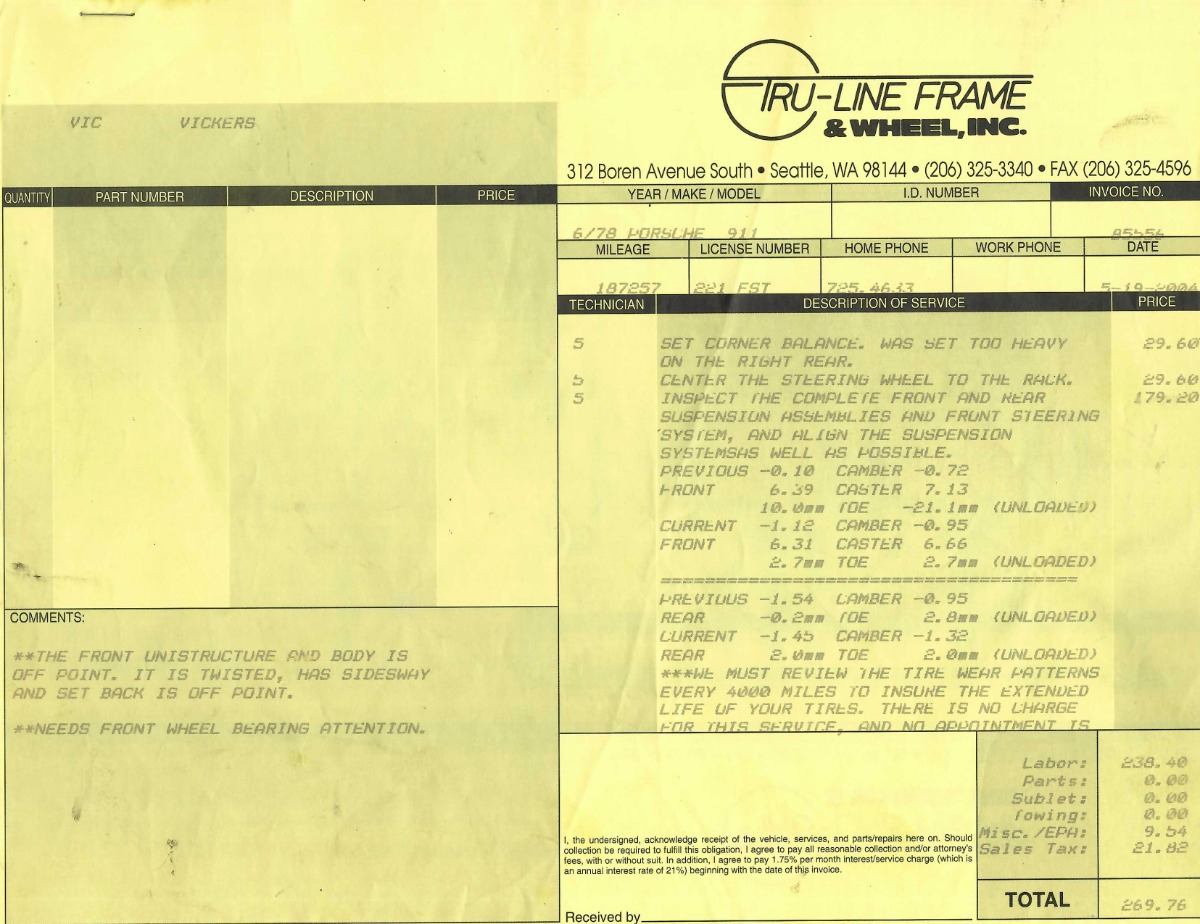 VIC VICKERS
TRU-LINE FRAME
& WHEEL, INC.
312 Boren Avenue South • Seattle, WA 98144 • (206) 325-3340 • FAX (206) 325-4596
QUANTITY PART NUMBER DESCRIPTION PRICE
YEAR / MAKE / MODEL I.D. NUMBER INVOICE NO.
6/78 PORSCHE 911 85556
MILEAGE LICENSE NUMBER HOME PHONE WORK PHONE DATE
187257 221 FST 725.4633 5-19-2004
TECHNICIAN DESCRIPTION OF SERVICE PRICE
5 SET CORNER BALANCE. WAS SET TOO HEAVY 29.60
ON THE RIGHT REAR.
5 CENTER THE STEERING WHEEL TO THE RACK. 29.60
5 INSPECT THE COMPLETE FRONT AND REAR 179.20
SUSPENSION ASSEMBLIES AND FRONT STEERING
SYSTEM, AND ALIGN THE SUSPENSION
SYSTEMSAS WELL AS POSSIBLE.
PREVIOUS -0.10 CAMBER -0.72
FRONT 6.39 CASTER 7.13
10.0mm TOE -21.1mm (UNLOADED)
CURRENT -1.12 CAMBER -0.95
FRONT 6.31 CASTER 6.66
2.7mm TOE 2.7mm (UNLOADED)
======================================
PREVIOUS -1.54 CAMBER -0.95
REAR -0.2mm TOE 2.8mm (UNLOADED)
CURRENT -1.45 CAMBER -1.32
REAR 2.0mm TOE 2.0mm (UNLOADED)
***WE MUST REVIEW THE TIRE WEAR PATTERNS
EVERY 4000 MILES TO INSURE THE EXTENDED
LIFE OF YOUR TIRES. THERE IS NO CHARGE
FOR THIS SERVICE, AND NO APPOINTMENT IS
COMMENTS:
**THE FRONT UNISTRUCTURE AND BODY IS
OFF POINT. IT IS TWISTED, HAS SIDESWAY
AND SET BACK IS OFF POINT.
**NEEDS FRONT WHEEL BEARING ATTENTION.
I, the undersigned, acknowledge receipt of the vehicle, services, and parts/repairs here on. Should
collection be required to fulfill this obligation, I agree to pay all reasonable collection and/or attorney's
fees, with or without suit. In addition, I agree to pay 1.75% per month interest/service charge (which is
an annual interest rate of 21%) beginning with the date of this invoice.
Received by
Labor: 238.40
Parts: 0.00
Sublet: 0.00
Towing: 0.00
Misc./EPA: 9.54
Sales Tax: 21.82
TOTAL 269.76